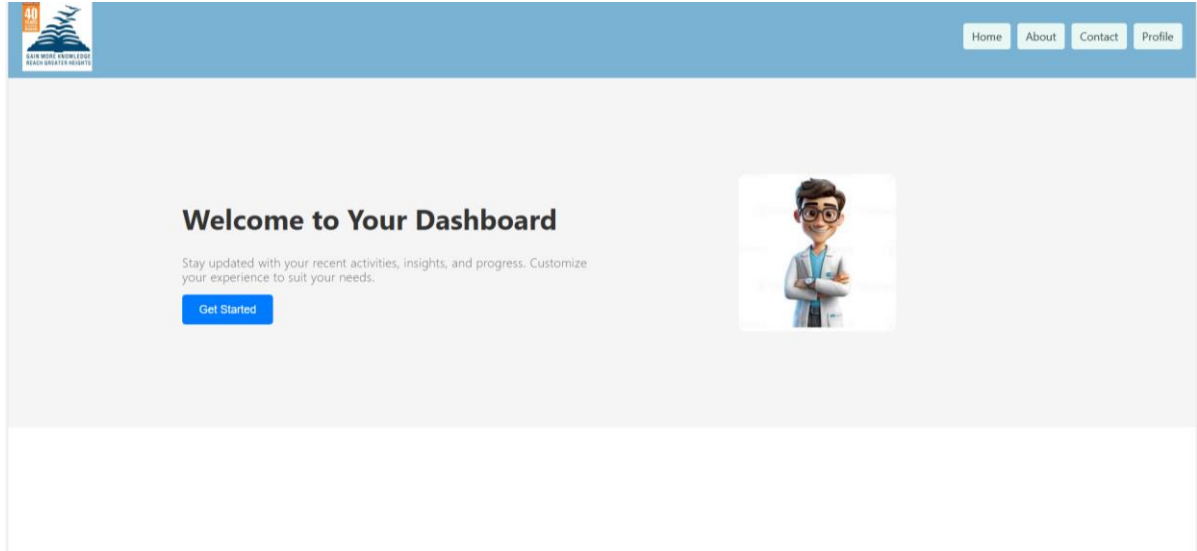 40
YEARS
GAIN MORE KNOWLEDGE
REACH GREATER HEIGHTS
Home
About
Contact
Profile
Welcome to Your Dashboard
Stay updated with your recent activities, insights, and progress. Customize
your experience to suit your needs.
Get Started